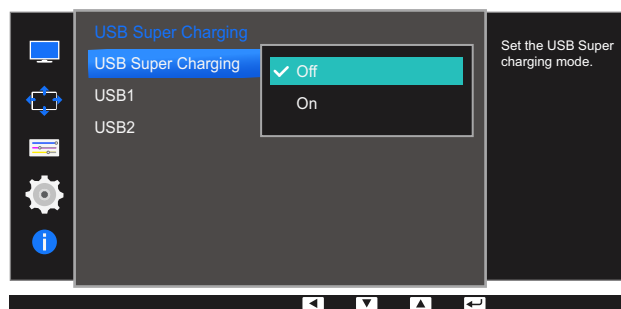 USB Super Charging
USB Super Charging
Off
On
USB1
USB2
Set the USB Super
charging mode.